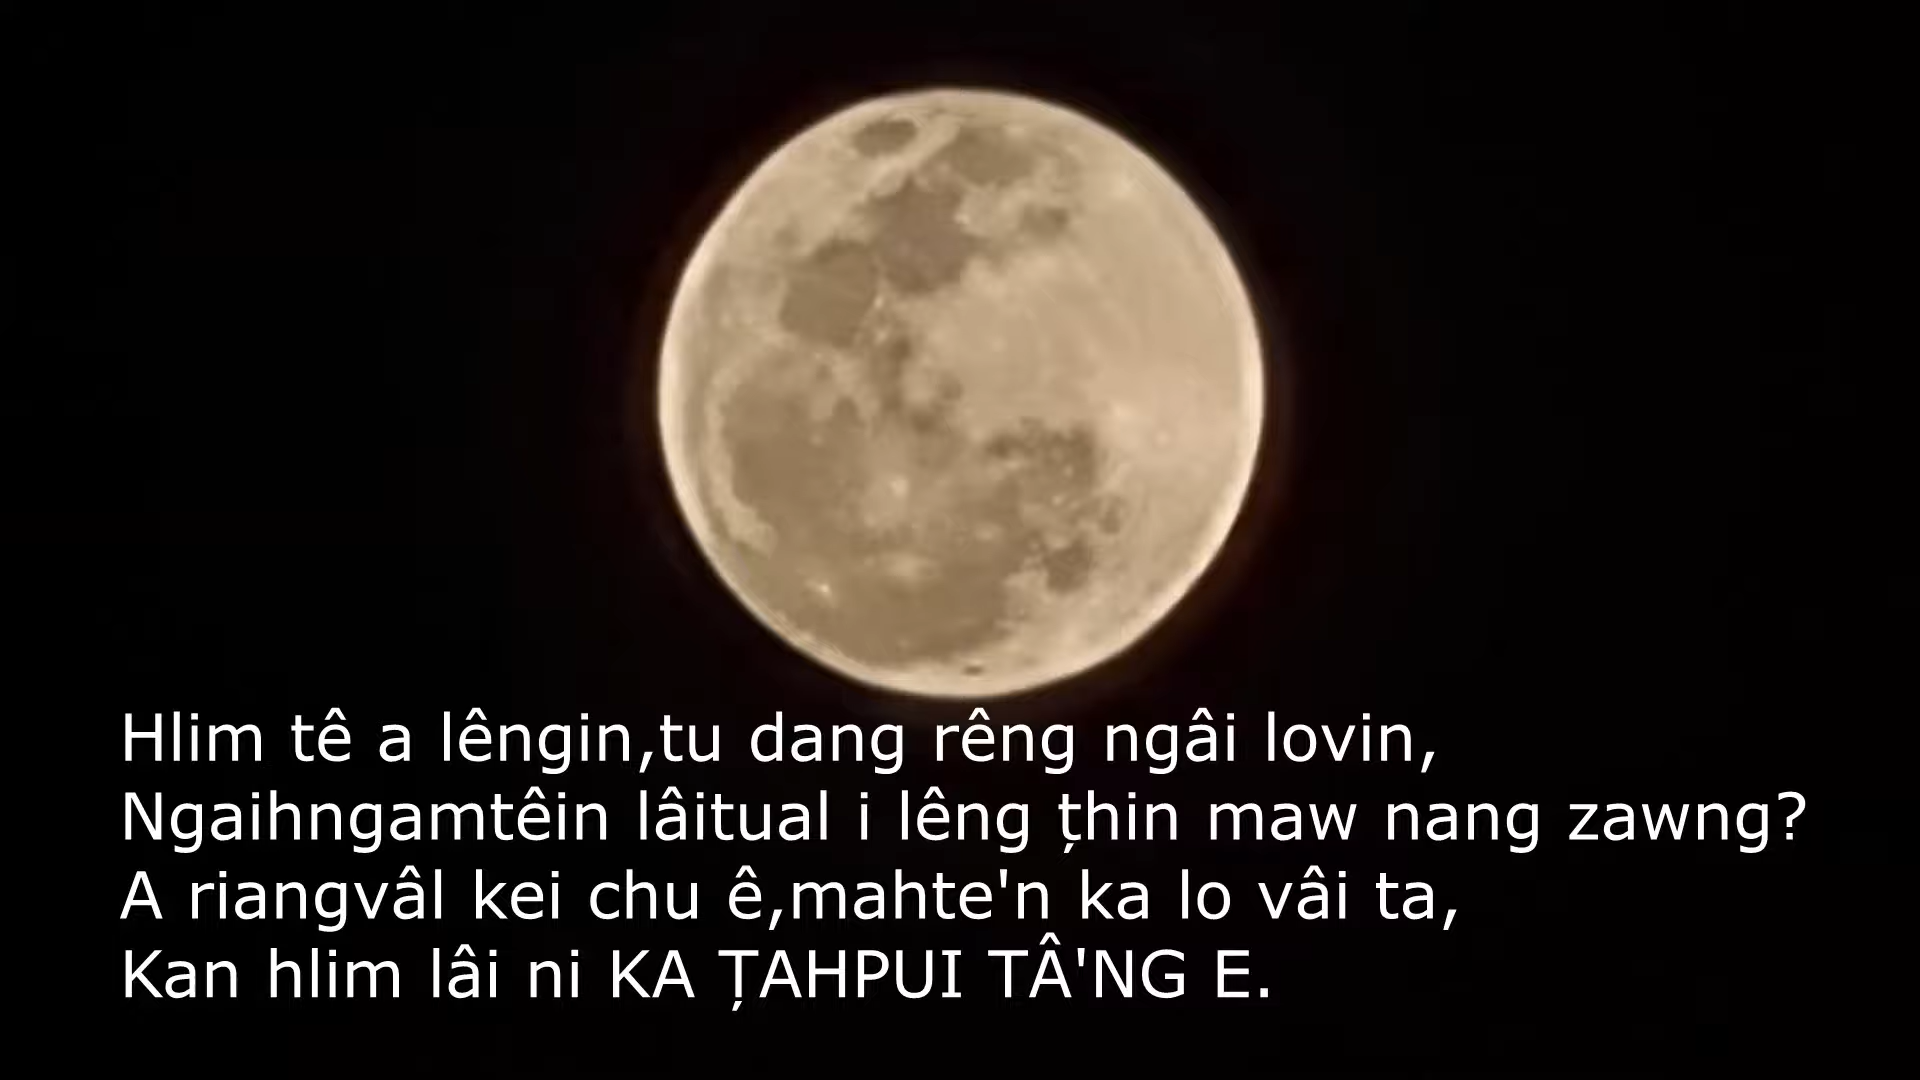 Hlim tê a lêngin,tu dang rêng ngâi lovin,
Ngaihngamtêin lâitual i lêng ṭhin maw nang zawng?
A riangvâl kei chu ê,mahte'n ka lo vâi ta,
Kan hlim lâi ni KA ṬAHPUI TÂ'NG E.